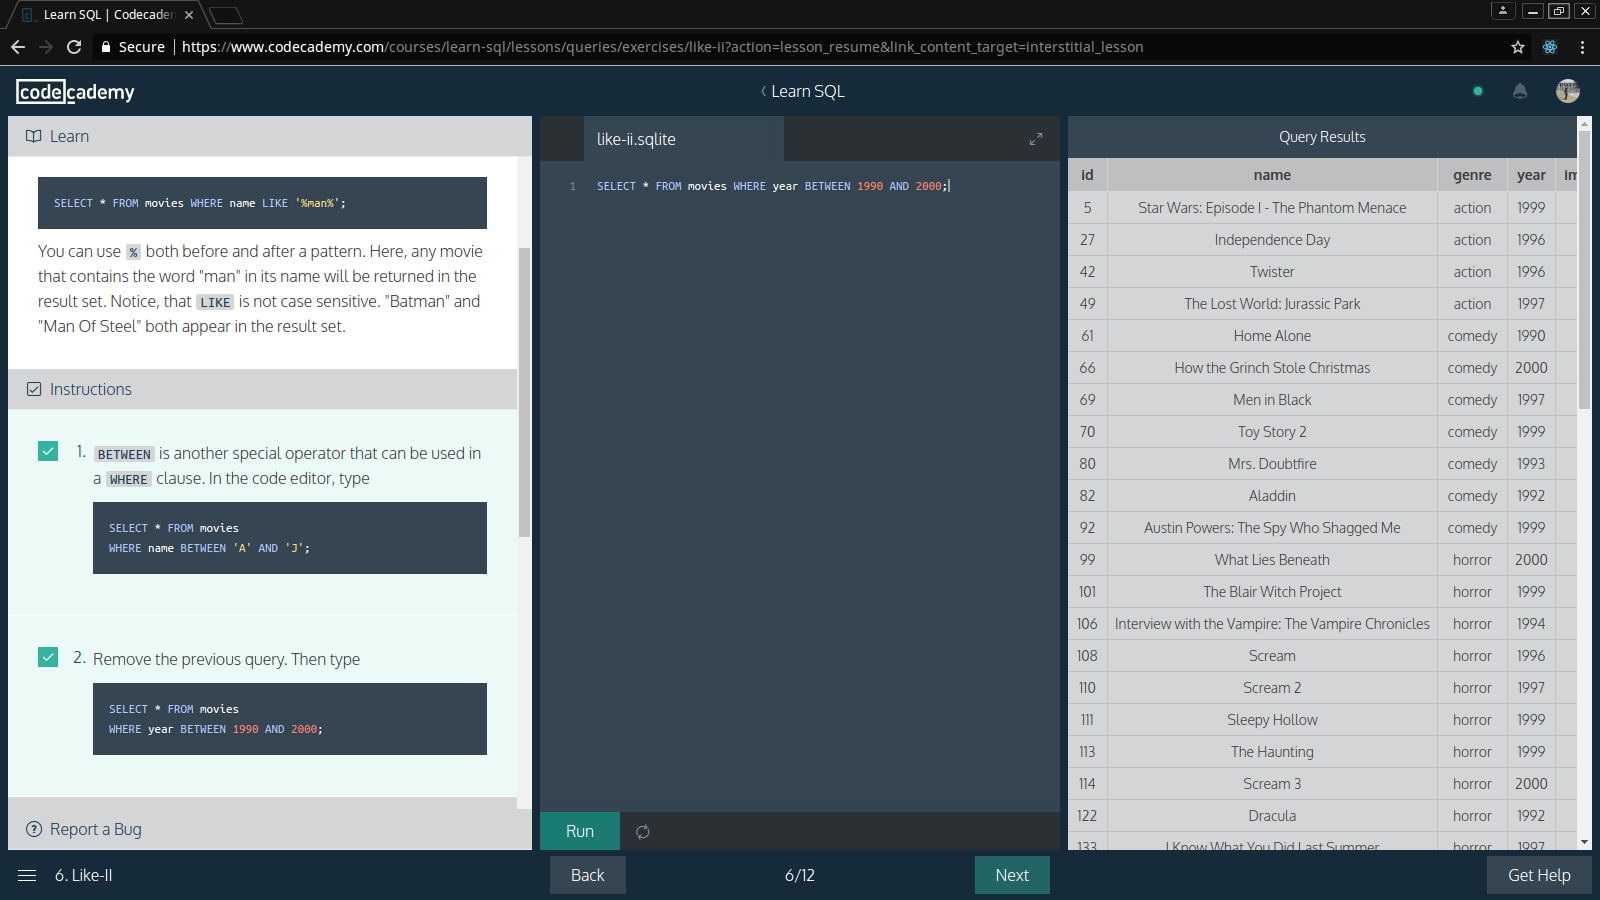 Learn SQL | Codecadem
Secure
https://www.codecademy.com/courses/learn-sql/lessons/queries/exercises/like-ii?action=lesson_resume&link_content_target=interstitial_lesson
codecademy
Learn SQL
Learn
SELECT * FROM movies WHERE name LIKE '%man%';
You can use % both before and after a pattern. Here, any movie
that contains the word "man" in its name will be returned in the
result set. Notice, that LIKE is not case sensitive. "Batman" and
"Man Of Steel" both appear in the result set.
Instructions
1. BETWEEN is another special operator that can be used in
a WHERE clause. In the code editor, type
SELECT * FROM movies
WHERE name BETWEEN 'A' AND 'J';
2. Remove the previous query. Then type
SELECT * FROM movies
WHERE year BETWEEN 1990 AND 2000;
Report a Bug
like-ii.sqlite
1 SELECT * FROM movies WHERE year BETWEEN 1990 AND 2000;
Run
Query Results
id name genre year im
5 Star Wars: Episode I - The Phantom Menace action 1999
27 Independence Day action 1996
42 Twister action 1996
49 The Lost World: Jurassic Park action 1997
61 Home Alone comedy 1990
66 How the Grinch Stole Christmas comedy 2000
69 Men in Black comedy 1997
70 Toy Story 2 comedy 1999
80 Mrs. Doubtfire comedy 1993
82 Aladdin comedy 1992
92 Austin Powers: The Spy Who Shagged Me comedy 1999
99 What Lies Beneath horror 2000
101 The Blair Witch Project horror 1999
106 Interview with the Vampire: The Vampire Chronicles horror 1994
108 Scream horror 1996
110 Scream 2 horror 1997
111 Sleepy Hollow horror 1999
113 The Haunting horror 1999
114 Scream 3 horror 2000
122 Dracula horror 1992
133 I Know What You Did Last Summer horror 1997
6. Like-II
Back
6/12
Next
Get Help